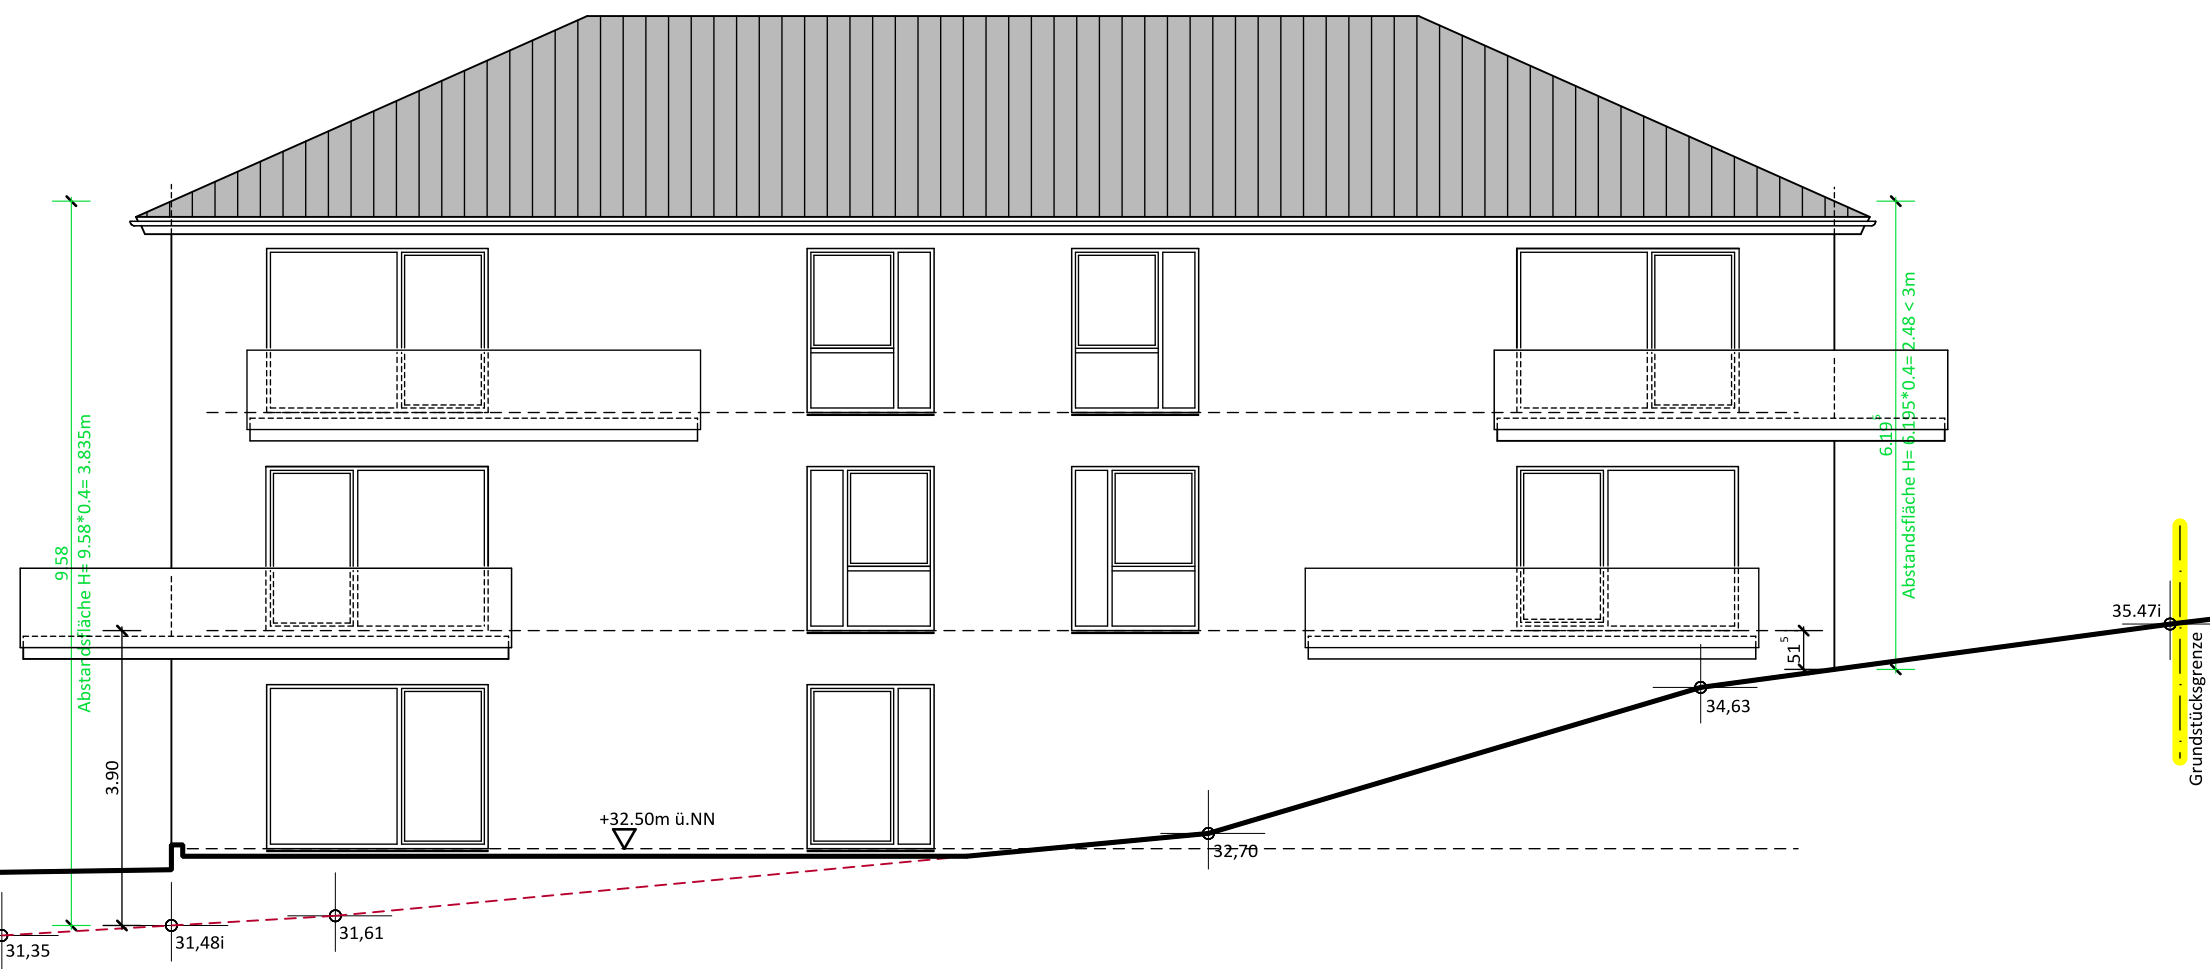 9.58
Abstandsfläche H= 9.58*0.4= 3.835m
3.90
+32.50m ü.NN
31,35
31,48i
31,61
32,70
34,63
51⁵
6.19⁵
Abstandsfläche H= 6.195*0.4= 2.48 < 3m
35.47i
Grundstücksgrenze